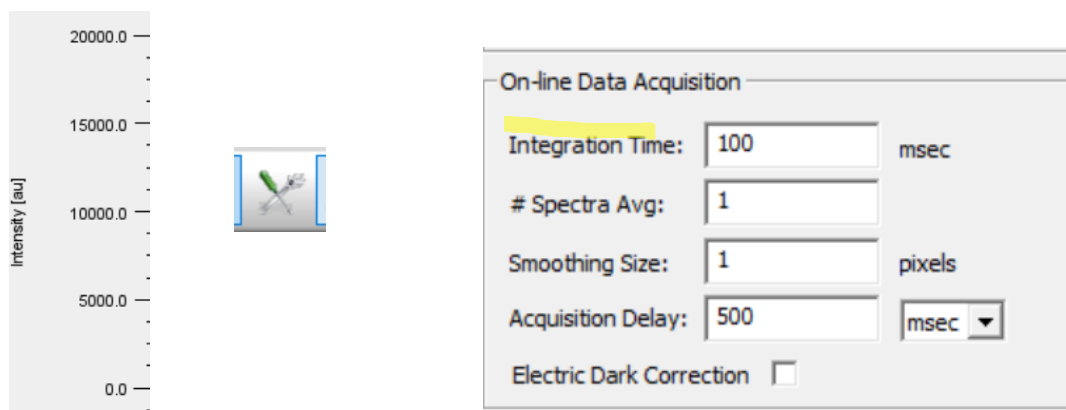 20000.0
15000.0
10000.0
5000.0
0.0
Intensity [au]
On-line Data Acquisition
Integration Time: 100 msec
# Spectra Avg: 1
Smoothing Size: 1 pixels
Acquisition Delay: 500 msec
Electric Dark Correction